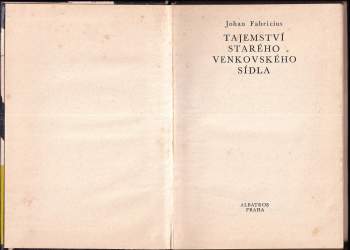 Johan Fabricius
TAJEMSTVÍ
STARÉHO
VENKOVSKÉHO
SÍDLA
ALBATROS
PRAHA